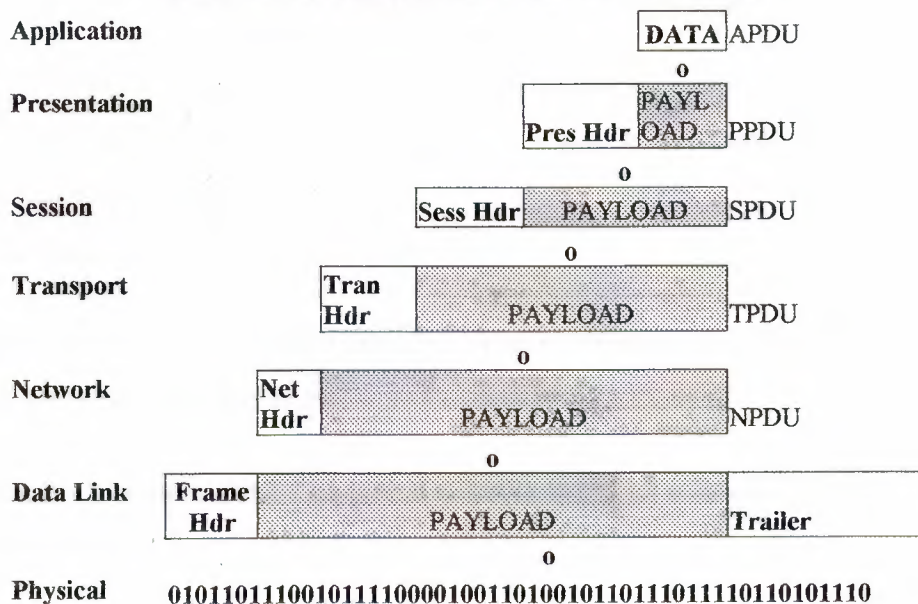 Application DATA APDU
o
Presentation Pres Hdr PAYL OAD PPDU
o
Session Sess Hdr PAYLOAD SPDU
o
Transport Tran Hdr PAYLOAD TPDU
o
Network Net Hdr PAYLOAD NPDU
o
Data Link Frame Hdr PAYLOAD Trailer
o
Physical 010110111001011110000100110100101101110111101101011110